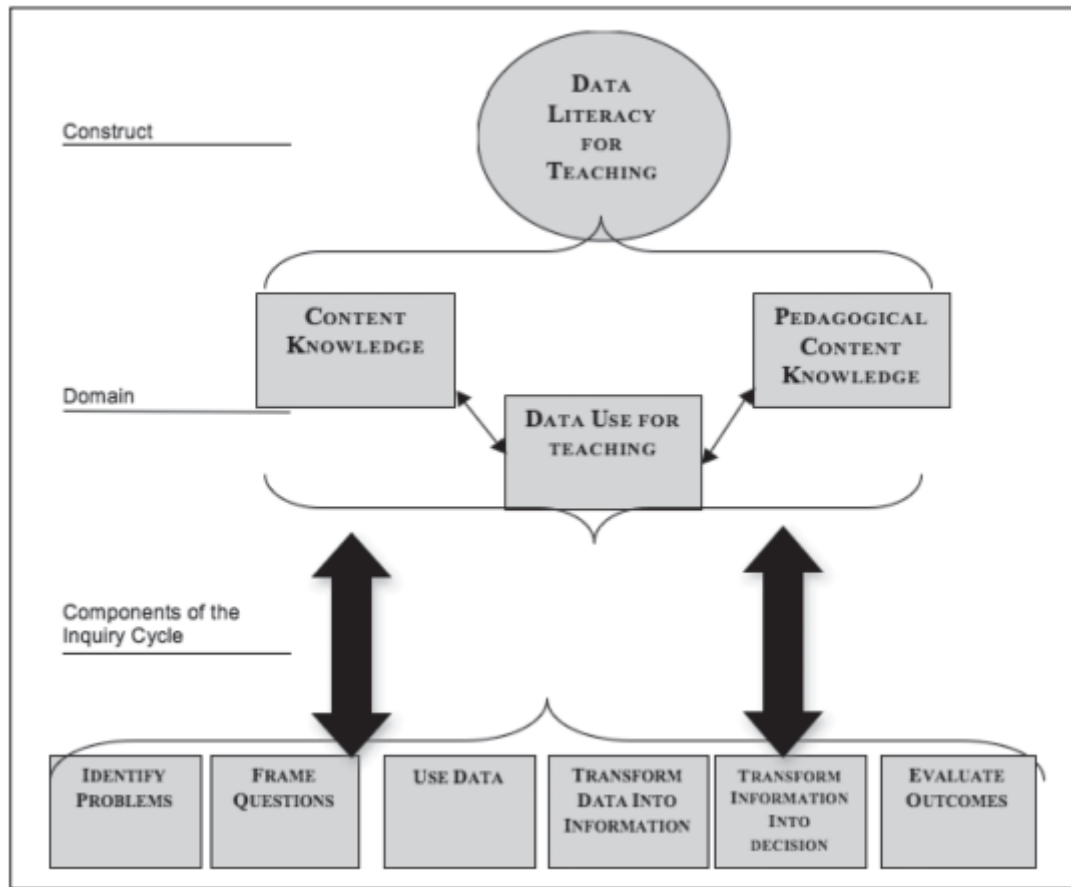 DATA
LITERACY
FOR
TEACHING
Construct
CONTENT
KNOWLEDGE
PEDAGOGICAL
CONTENT
KNOWLEDGE
Domain
DATA USE FOR
TEACHING
Components of the
Inquiry Cycle
IDENTIFY
PROBLEMS
FRAME
QUESTIONS
USE DATA
TRANSFORM
DATA INTO
INFORMATION
TRANSFORM
INFORMATION
INTO
DECISION
EVALUATE
OUTCOMES